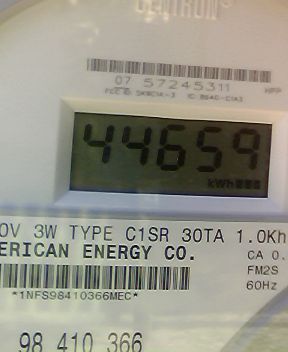 CENTRON®
07 57245311
44659
kWh
0V 3W TYPE C1SR 30TA 1.0Kh
ERICAN ENERGY CO.
CA 0.
FM2S
*1NFS98410366MEC*
60Hz
98 410 366